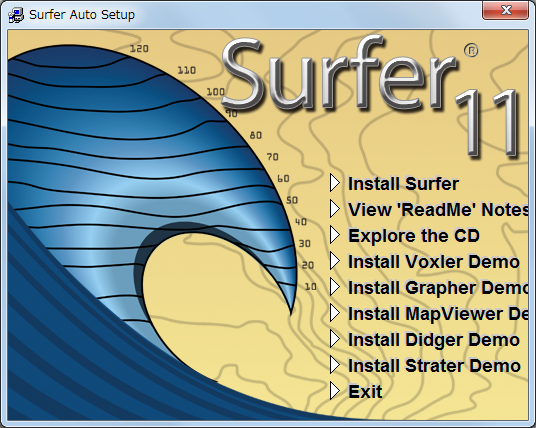 Surfer Auto Setup
Surfer®
11
120
110
100
90
80
60
50
40
30
20
10
Install Surfer
View 'ReadMe' Notes
Explore the CD
Install Voxler Demo
Install Grapher Demo
Install MapViewer De
Install Didger Demo
Install Strater Demo
Exit